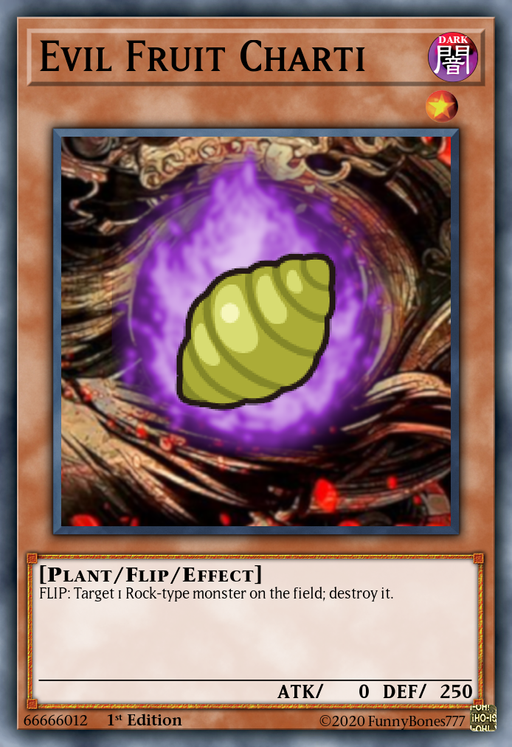 Evil Fruit Charti
DARK
闇
[Plant/Flip/Effect]
FLIP: Target 1 Rock-type monster on the field; destroy it.
ATK/ 0 DEF/ 250
66666012 1st Edition ©2020 FunnyBones777